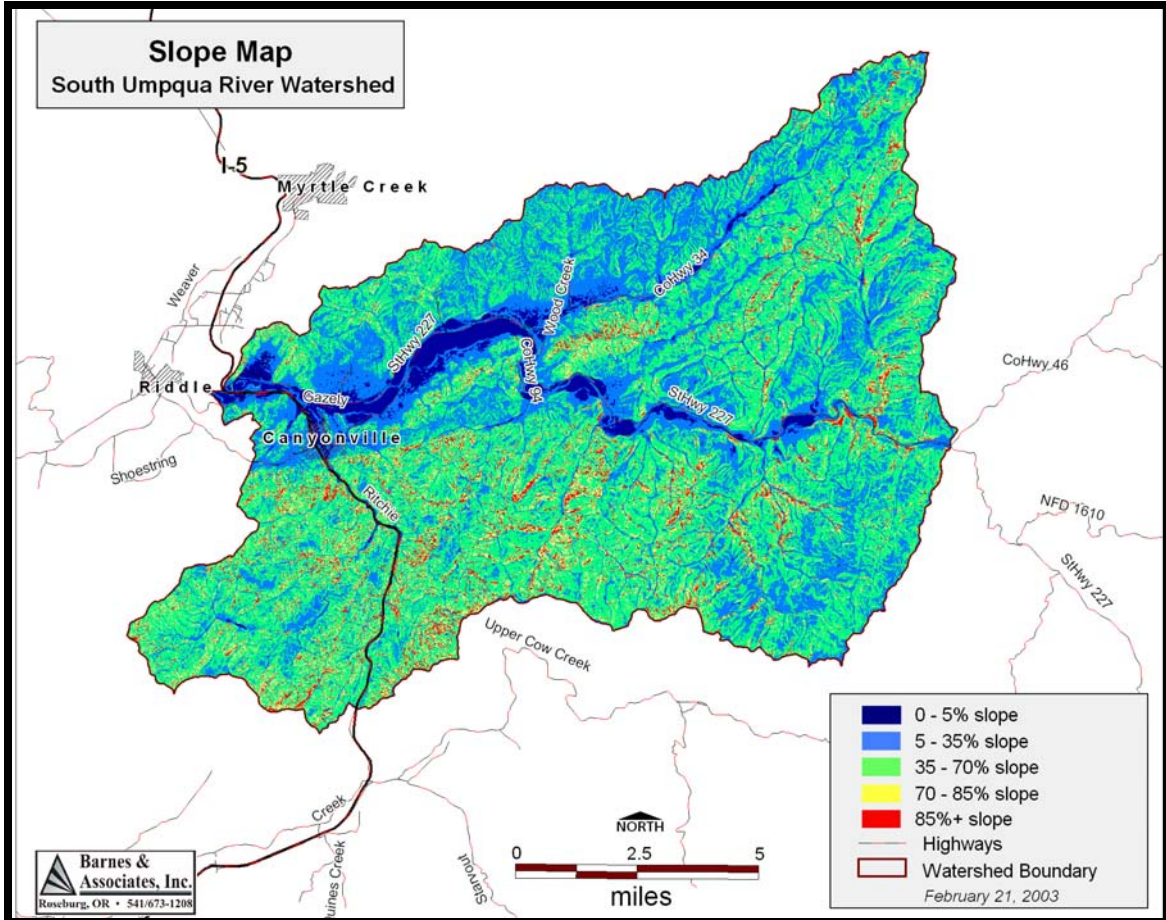 Slope Map
South Umpqua River Watershed
I-5
Myrtle Creek
Weaver
Riddle
Shoestring
Gazely
Canyonville
Ritchie
StHwy 227
Wood Creek
CoHwy 34
CoHwy 94
StHwy 227
CoHwy 46
NFD 1610
StHwy 227
Upper Cow Creek
Creek
Quines Creek
Starvout
NORTH
0 2.5 5
miles
0 - 5% slope
5 - 35% slope
35 - 70% slope
70 - 85% slope
85%+ slope
Highways
Watershed Boundary
February 21, 2003
Barnes &
Associates, Inc.
Roseburg, OR • 541/673-1208